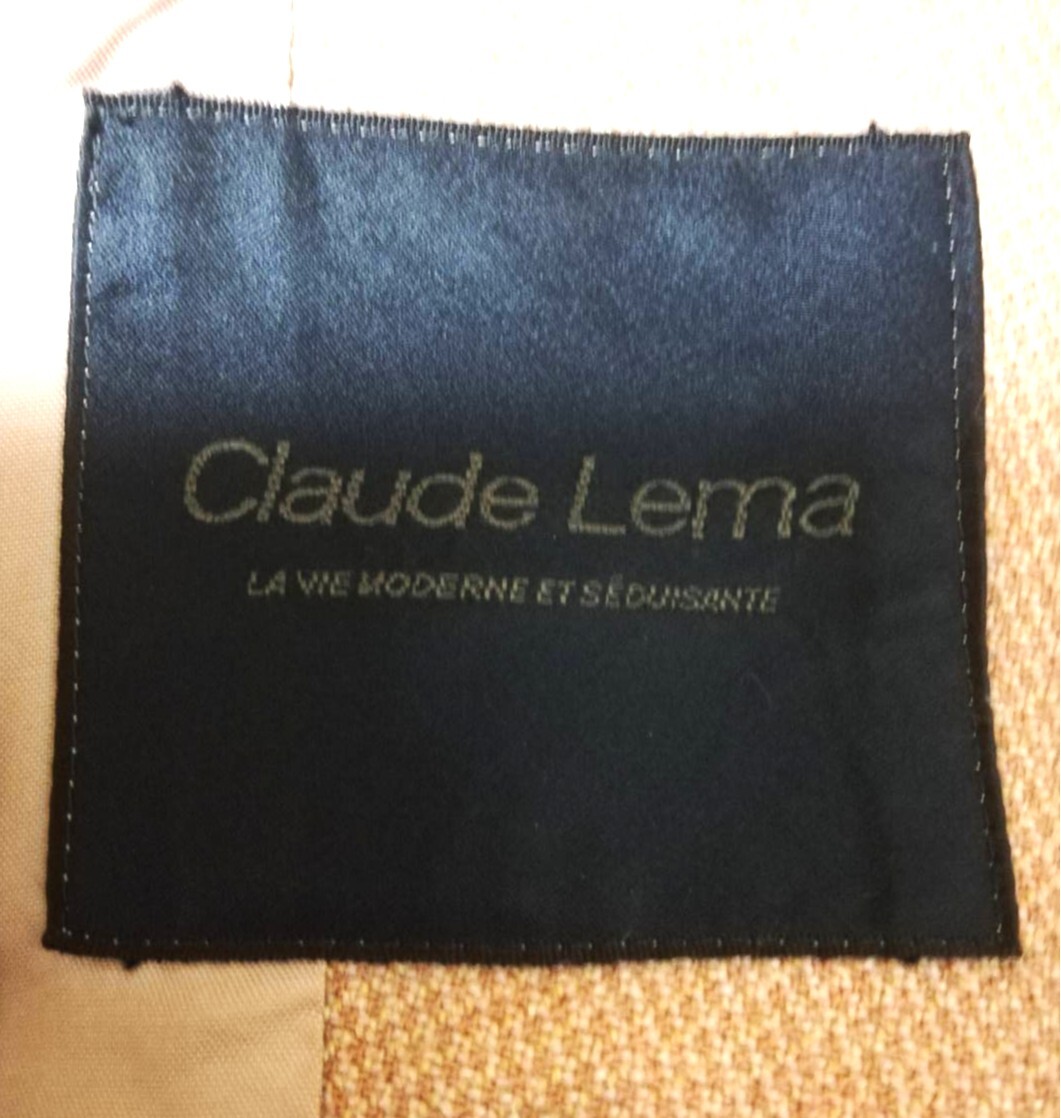 Claude Lema
LA VIE MODERNE ET SÉDUISANTE